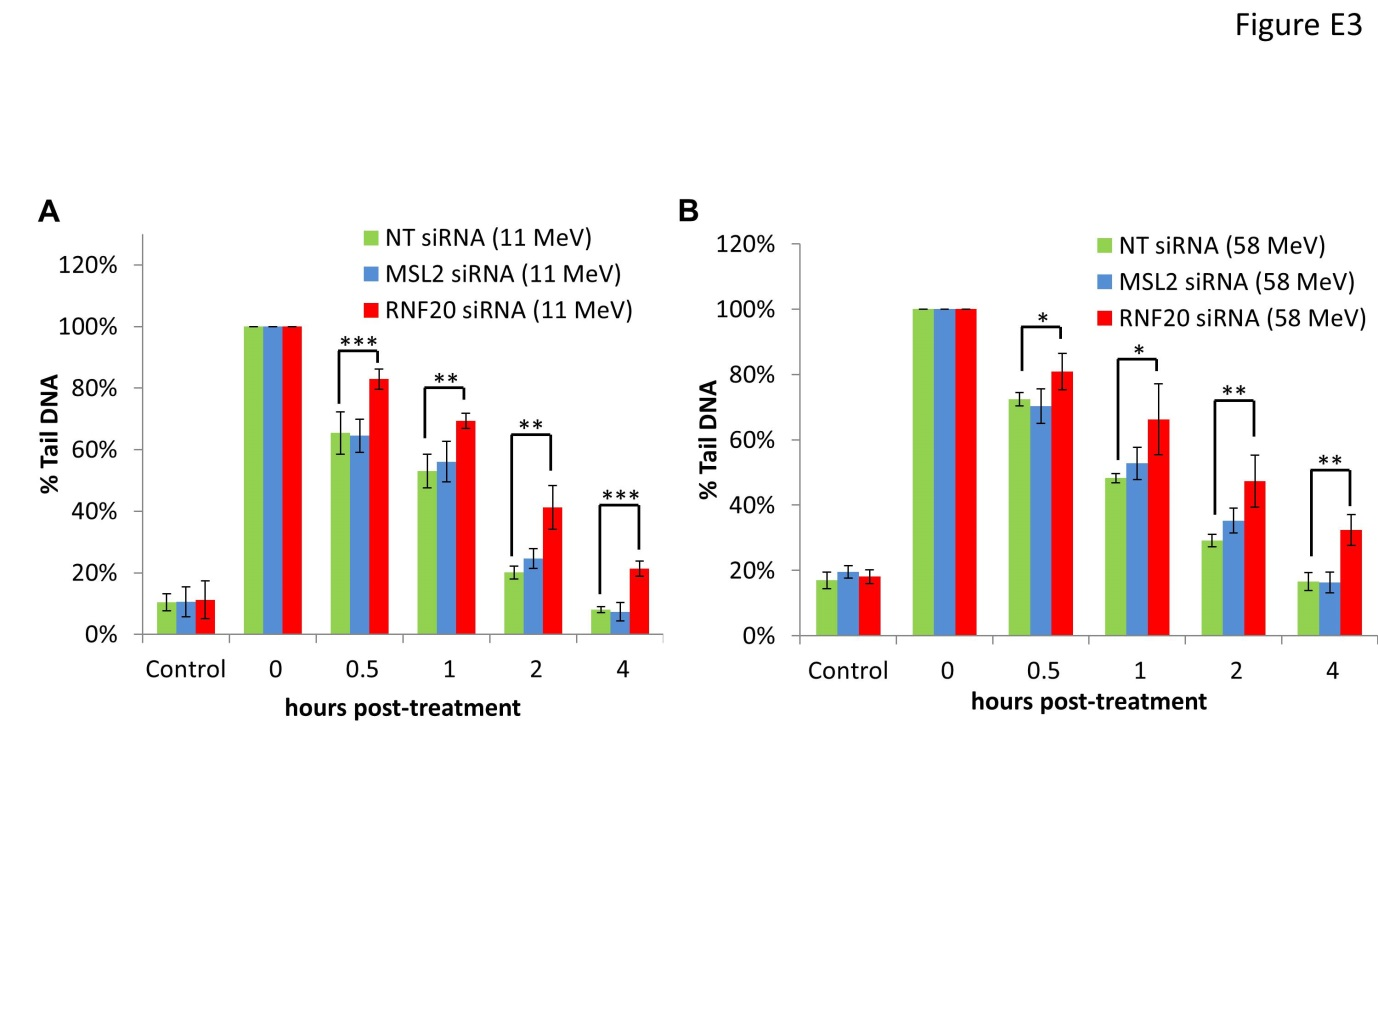 Figure E3
A
NT siRNA (11 MeV)
MSL2 siRNA (11 MeV)
RNF20 siRNA (11 MeV)
120%
100%
80%
60%
40%
20%
0%
% Tail DNA
***
**
**
***
Control 0 0.5 1 2 4
hours post-treatment
B
NT siRNA (58 MeV)
MSL2 siRNA (58 MeV)
RNF20 siRNA (58 MeV)
120%
100%
80%
60%
40%
20%
0%
% Tail DNA
*
*
**
**
Control 0 0.5 1 2 4
hours post-treatment